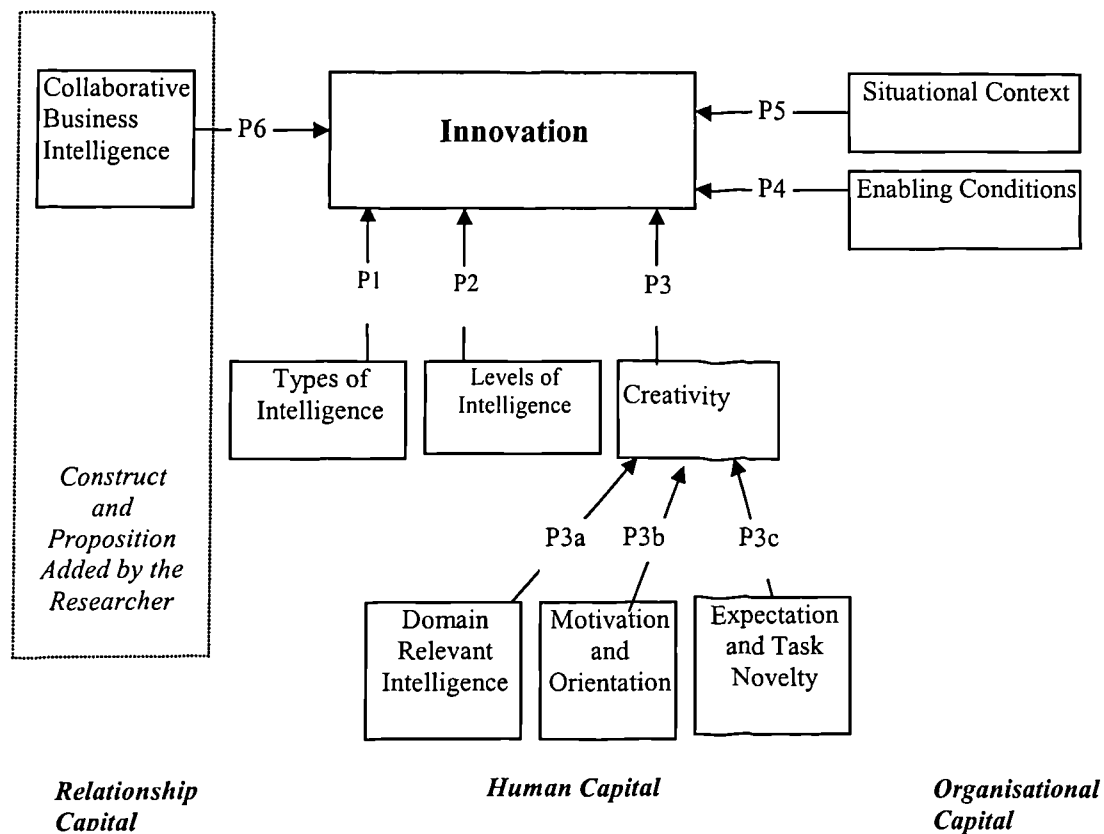 Collaborative
Business
Intelligence
P6
Innovation
P5
Situational Context
P4
Enabling Conditions
P1
P2
P3
Types of
Intelligence
Levels of
Intelligence
Creativity
Construct
and
Proposition
Added by the
Researcher
P3a
P3b
P3c
Domain
Relevant
Intelligence
Motivation
and
Orientation
Expectation
and Task
Novelty
Relationship
Capital
Human Capital
Organisational
Capital